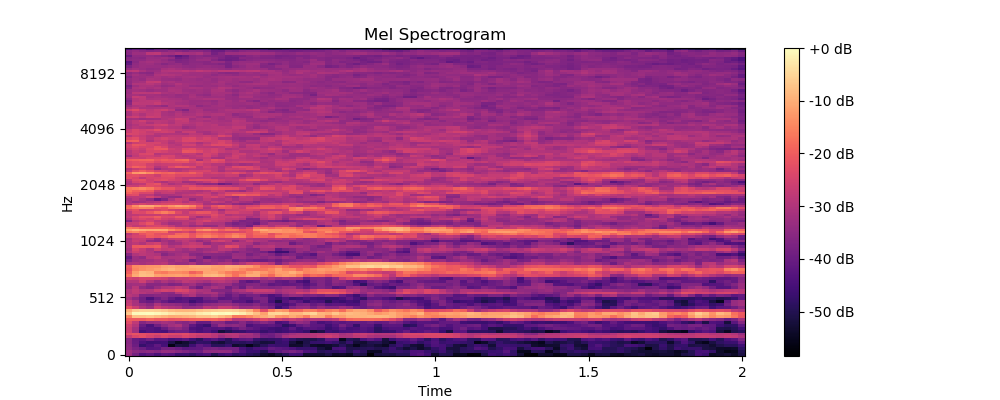 Mel Spectrogram
+0 dB
8192
-10 dB
4096
-20 dB
2048
Hz
-30 dB
1024
-40 dB
512
-50 dB
0
0 0.5 1 1.5 2
Time